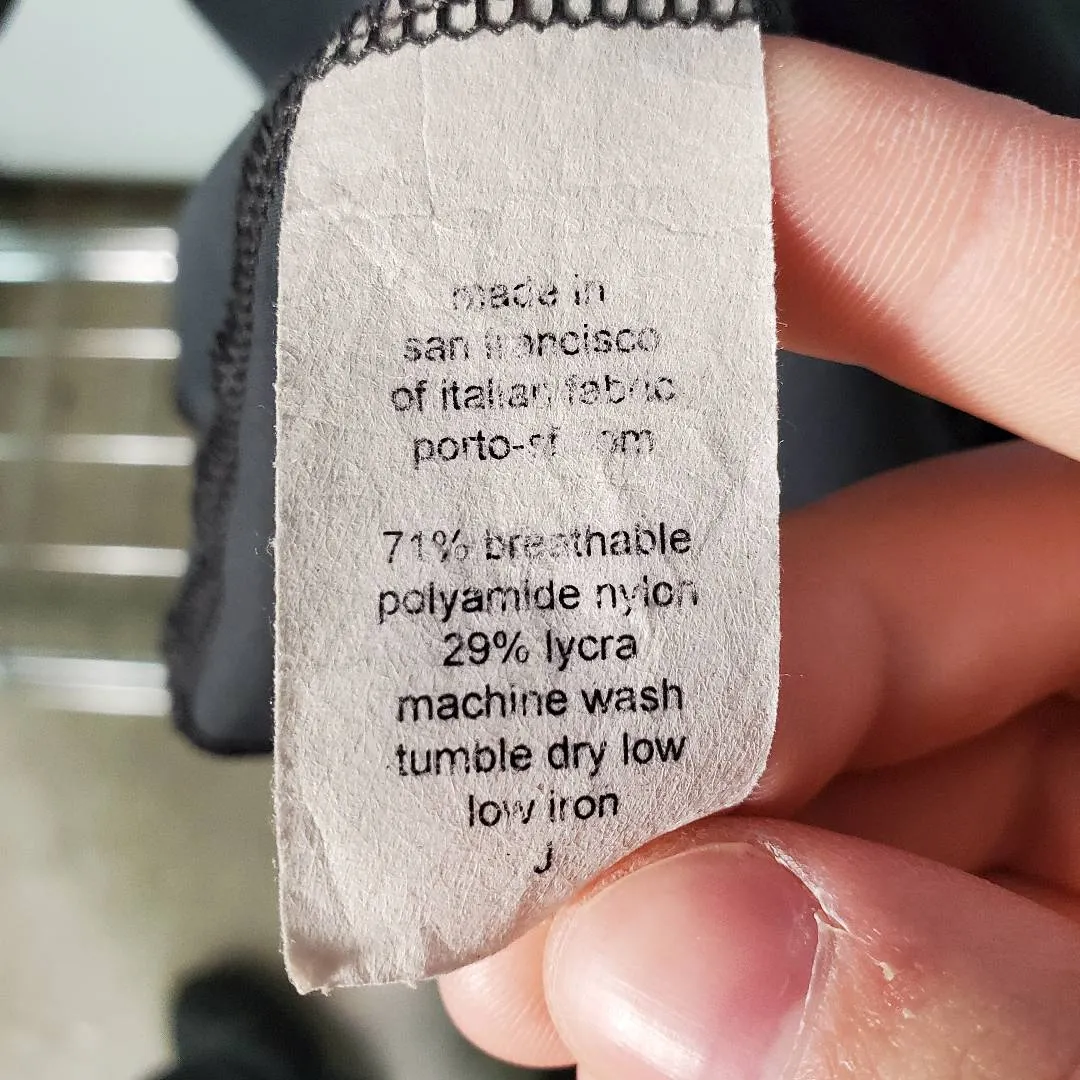 made in
san francisco
of italian fabric
porto-sf.com
71% breathable
polyamide nylon
29% lycra
machine wash
tumble dry low
low iron
J